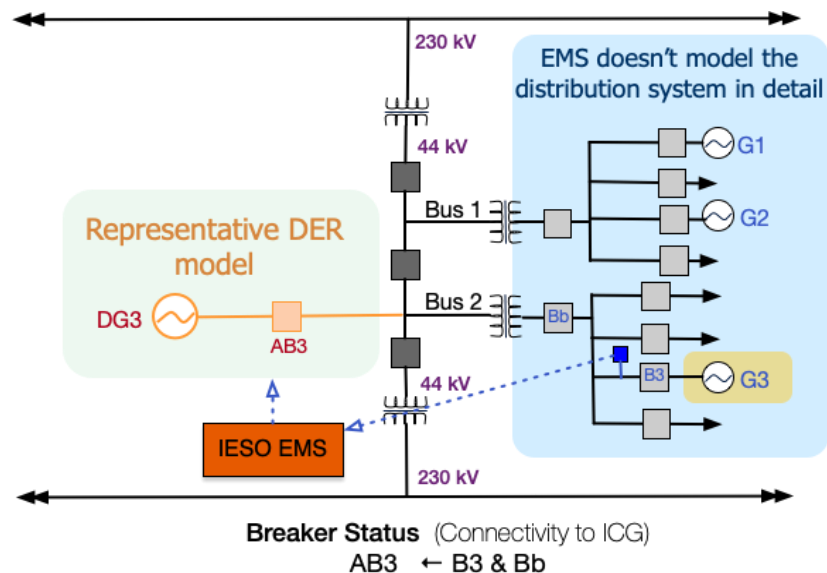 230 kV
EMS doesn’t model the
distribution system in detail
44 kV
G1
Bus 1
G2
Representative DER
model
DG3
AB3
Bus 2
Bb
B3
G3
44 kV
IESO EMS
230 kV
Breaker Status (Connectivity to ICG)
AB3 ← B3 & Bb